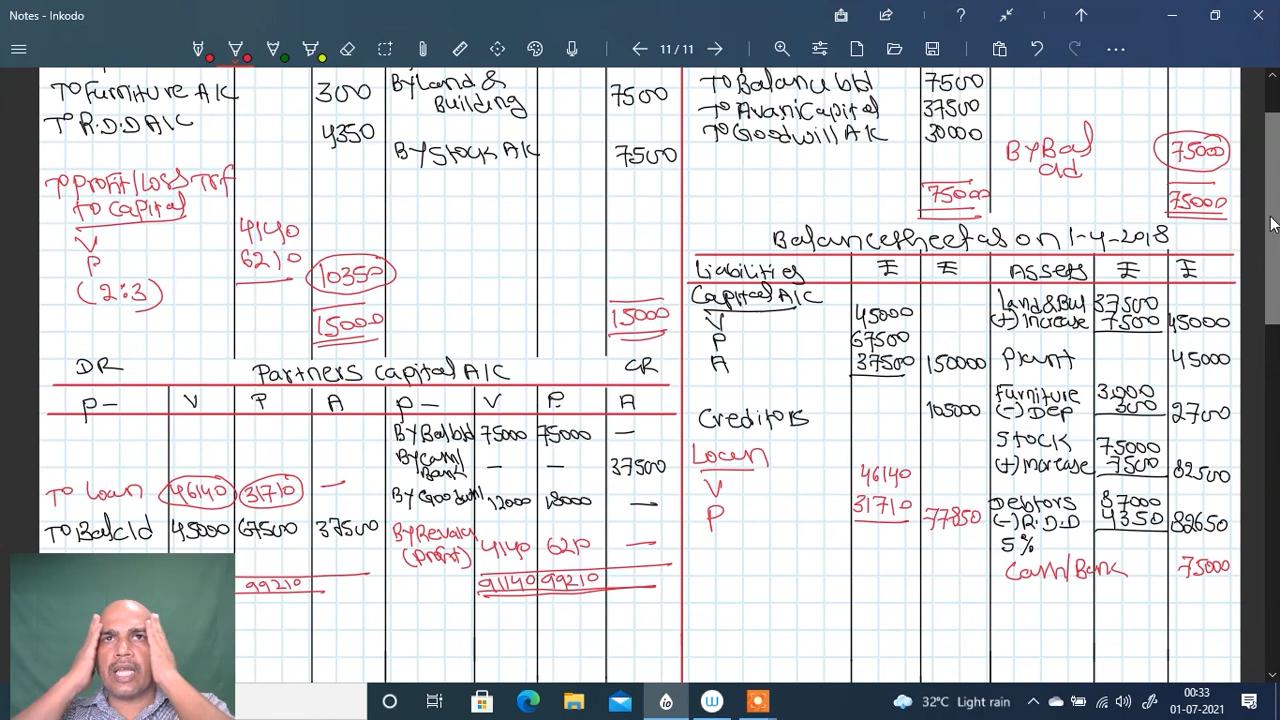 Notes - Inkodo
11/11
To Furniture A/C 300 By Land & Building 7500
To R.D.D A/C 4350
By Stock A/C 7500
To Profit/Loss Trf
to Capital
V 4140
P 6210 10350
(2:3)
15000 15000
DR Partners Capital A/C CR
P- V P A P- V P A
By Bal b/d 75000 75000 —
By Cash/Bank — — 37500
To Loan 46140 31710 — By Goodwill 12000 18000 —
To Bal c/d 45000 67500 37500 By Revalu (Profit) 4140 6210 —
99210 91140 99210
To Balance b/d 7500
To Avani Capital 37500
To Goodwill A/C 30000
By Bal c/d 75000
75000 75000
Balance sheet as on 1-4-2018
Liabilities ₹ ₹ Assets ₹ ₹
Capital A/C Land & Bui 37500
V 45000 (+) Increase 7500 45000
P 67500
A 37500 150000 Plant 45000
Furniture 3000
Creditors 105000 (-) Dep 300 2700
Stock 75000
Loan (+) Increase 7500 82500
V 46140
P 31710 77850 Debtors 87000
(-) R.D.D 4350 82650
5%
Cash/Bank 75000
32°C Light rain
00:33
01-07-2021